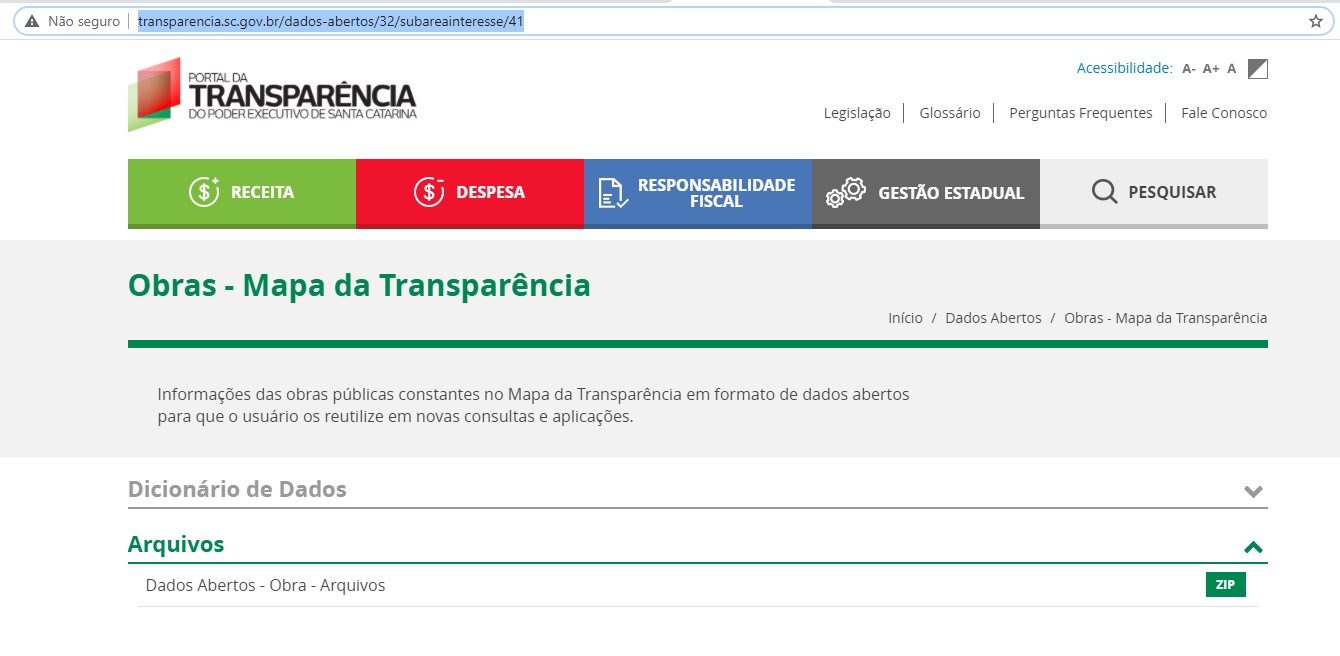 Não seguro | transparencia.sc.gov.br/dados-abertos/32/subareainteresse/41
PORTAL DA
TRANSPARÊNCIA
DO PODER EXECUTIVO DE SANTA CATARINA
Acessibilidade: A- A+ A
Legislação | Glossário | Perguntas Frequentes | Fale Conosco
RECEITA
DESPESA
RESPONSABILIDADE
FISCAL
GESTÃO ESTADUAL
PESQUISAR
Obras - Mapa da Transparência
Início / Dados Abertos / Obras - Mapa da Transparência
Informações das obras públicas constantes no Mapa da Transparência em formato de dados abertos
para que o usuário os reutilize em novas consultas e aplicações.
Dicionário de Dados
Arquivos
Dados Abertos - Obra - Arquivos ZIP